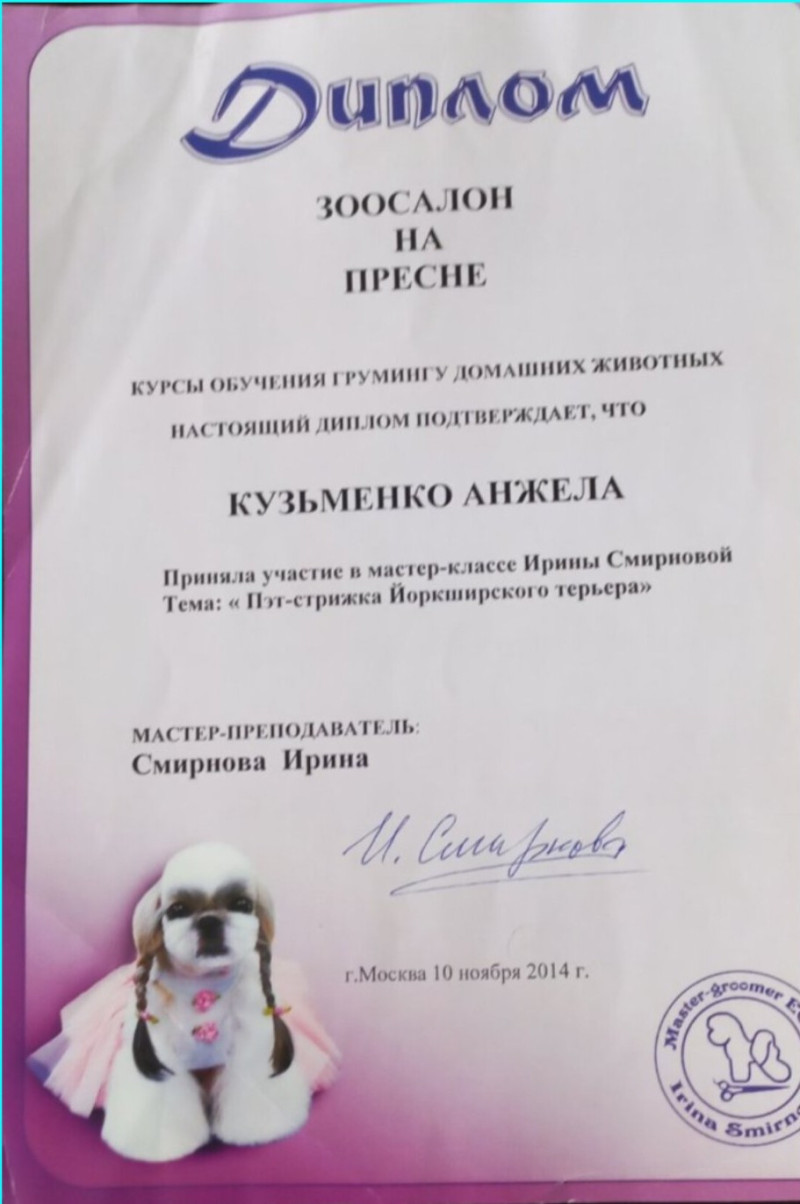 Диплом
ЗООСАЛОН
НА
ПРЕСНЕ
КУРСЫ ОБУЧЕНИЯ ГРУМИНГУ ДОМАШНИХ ЖИВОТНЫХ
НАСТОЯЩИЙ ДИПЛОМ ПОДТВЕРЖДАЕТ, ЧТО
КУЗЬМЕНКО АНЖЕЛА
Приняла участие в мастер-классе Ирины Смирновой
Тема: « Пэт-стрижка Йоркширского терьера»
МАСТЕР-ПРЕПОДАВАТЕЛЬ:
Смирнова Ирина
И. Смирнова
г.Москва 10 ноября 2014 г.
Master-groomer
Irina